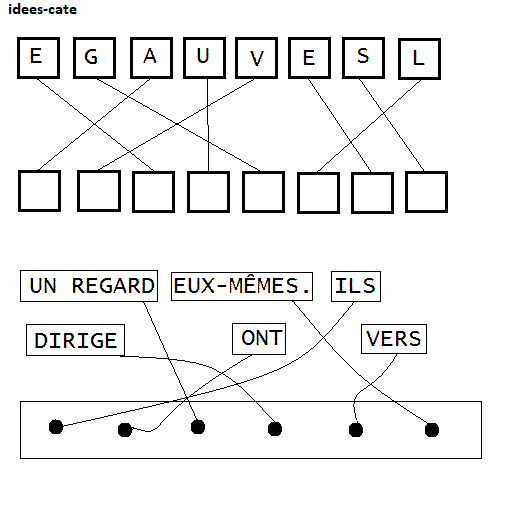 idees-cate
E G A U V E S L
UN REGARD EUX-MÊMES. ILS
DIRIGE ONT VERS